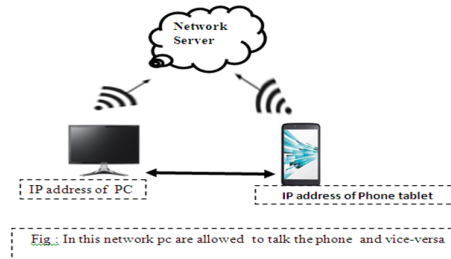 Network
Server
IP address of PC
IP address of Phone tablet
Fig : In this network pc are allowed to talk the phone and vice-versa